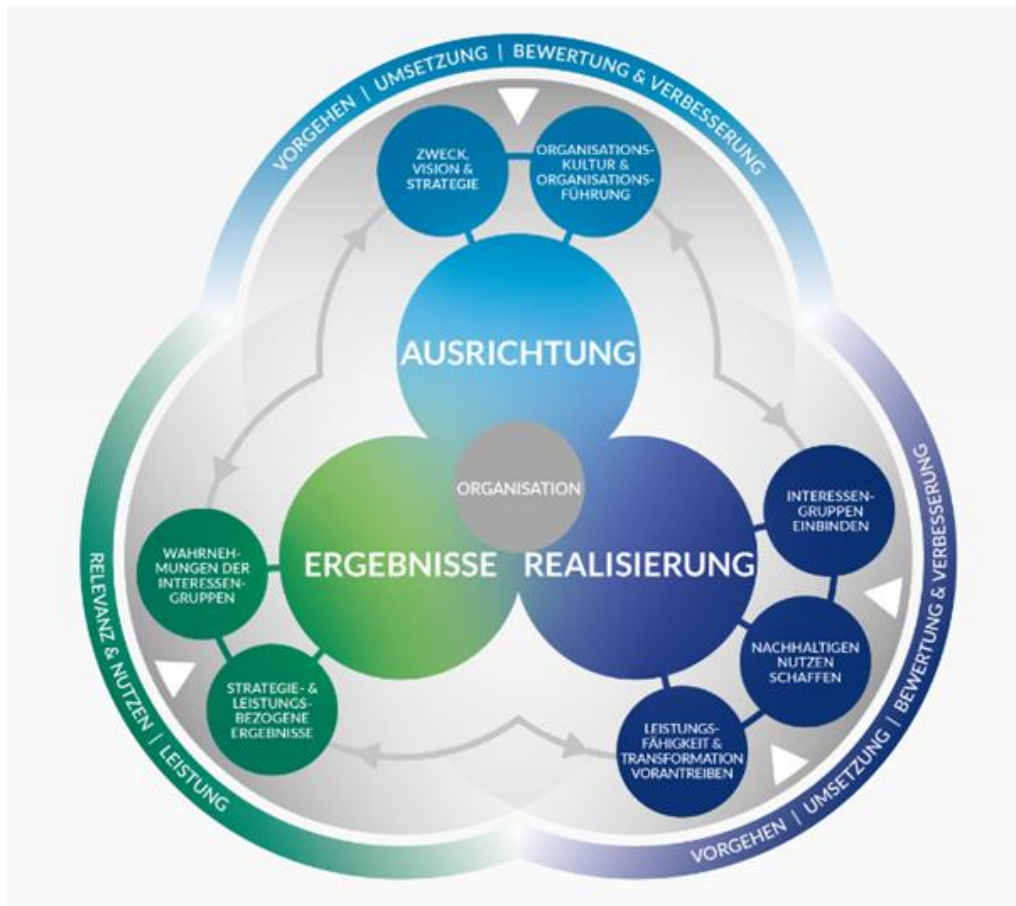 VORGEHEN | UMSETZUNG | BEWERTUNG & VERBESSERUNG
ZWECK,
VISION &
STRATEGIE
ORGANISATIONS-
KULTUR &
ORGANISATIONS-
FÜHRUNG
AUSRICHTUNG
ORGANISATION
ERGEBNISSE
REALISIERUNG
INTERESSEN-
GRUPPEN
EINBINDEN
NACHHALTIGEN
NUTZEN
SCHAFFEN
LEISTUNGS-
FÄHIGKEIT &
TRANSFORMATION
VORANTREIBEN
VORGEHEN | UMSETZUNG | BEWERTUNG & VERBESSERUNG
WAHRNEH-
MUNGEN DER
INTERESSEN-
GRUPPEN
STRATEGIE- &
LEISTUNGS-
BEZOGENE
ERGEBNISSE
RELEVANZ & NUTZEN | LEISTUNG